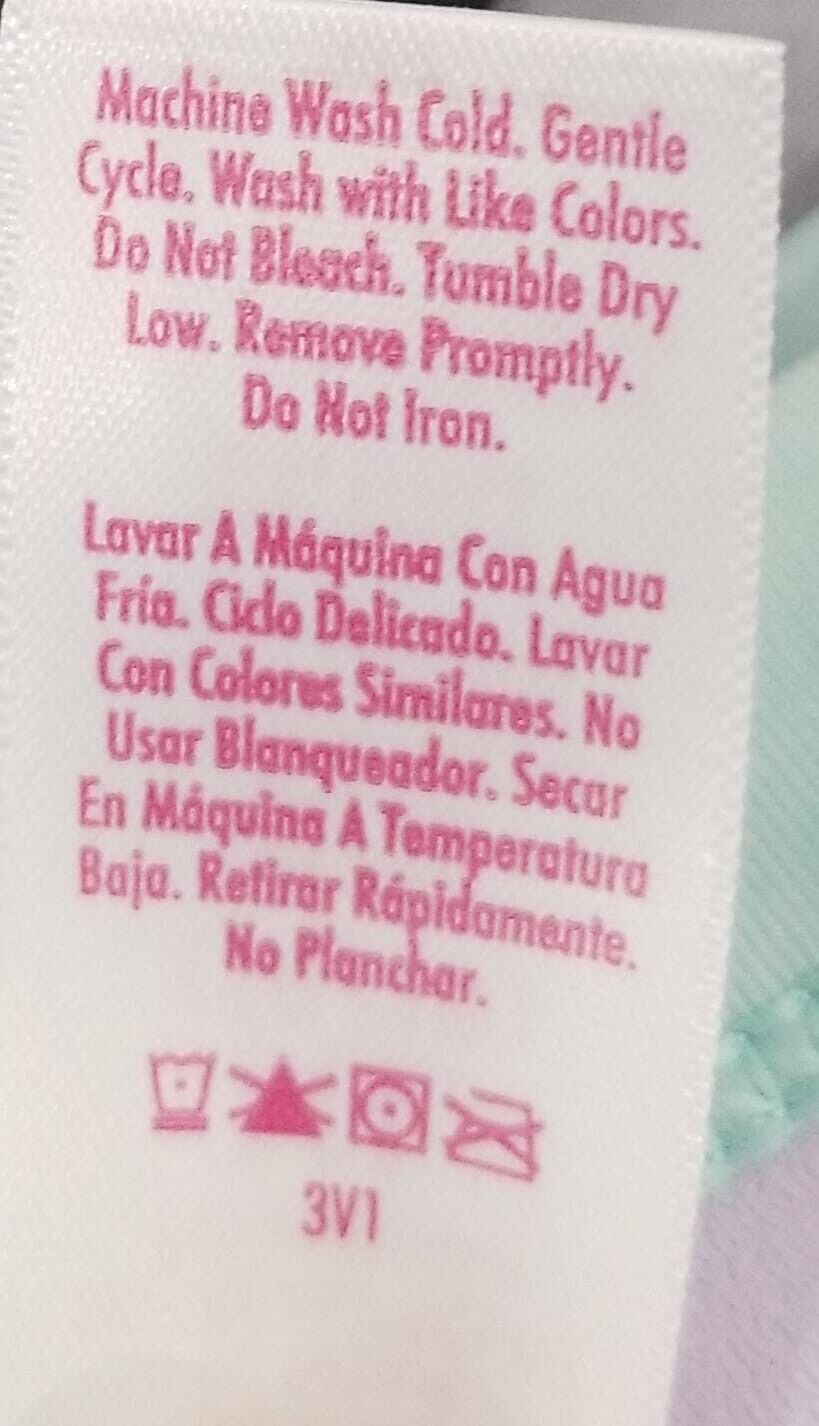 Machine Wash Cold. Gentle
Cycle. Wash with Like Colors.
Do Not Bleach. Tumble Dry
Low. Remove Promptly.
Do Not Iron.
Lavar A Máquina Con Agua
Fría. Ciclo Delicado. Lavar
Con Colores Similares. No
Usar Blanqueador. Secar
En Máquina A Temperatura
Baja. Retirar Rápidamente.
No Planchar.
3V1